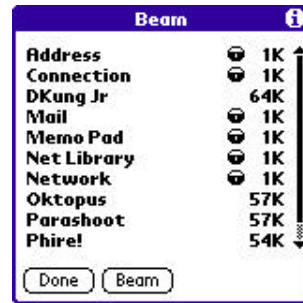 Beam
Address 1K
Connection 1K
DKung Jr 64K
Mail 1K
Memo Pad 1K
Net Library 1K
Network 1K
Oktopus 57K
Parashoot 57K
Phire! 54K
Done Beam